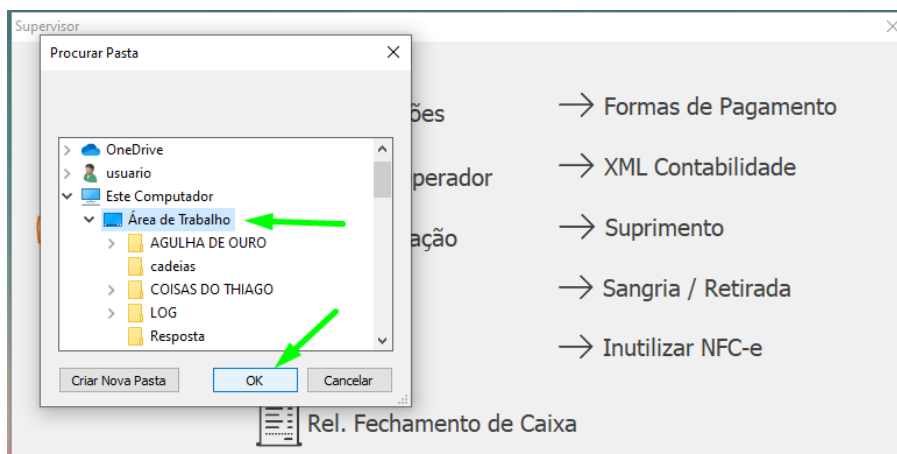 Supervisor
Procurar Pasta
OneDrive
usuario
Este Computador
Área de Trabalho
AGULHA DE OURO
cadeias
COISAS DO THIAGO
LOG
Resposta
Criar Nova Pasta
OK
Cancelar
ões
perador
ação
Formas de Pagamento
XML Contabilidade
Suprimento
Sangria / Retirada
Inutilizar NFC-e
Rel. Fechamento de Caixa